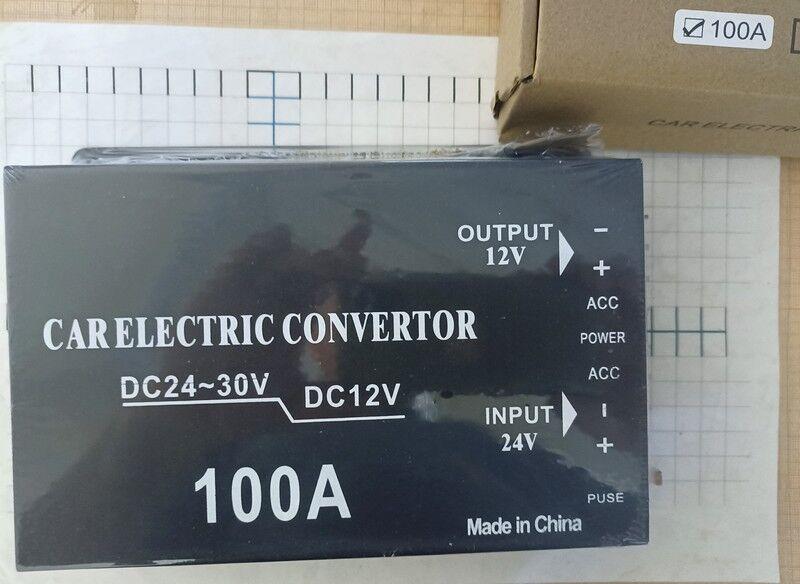 100A
CAR ELECTRI
OUTPUT
12V
−
+
ACC
POWER
ACC
CAR ELECTRIC CONVERTOR
DC24~30V
DC12V
INPUT
24V
−
+
100A
PUSE
Made in China